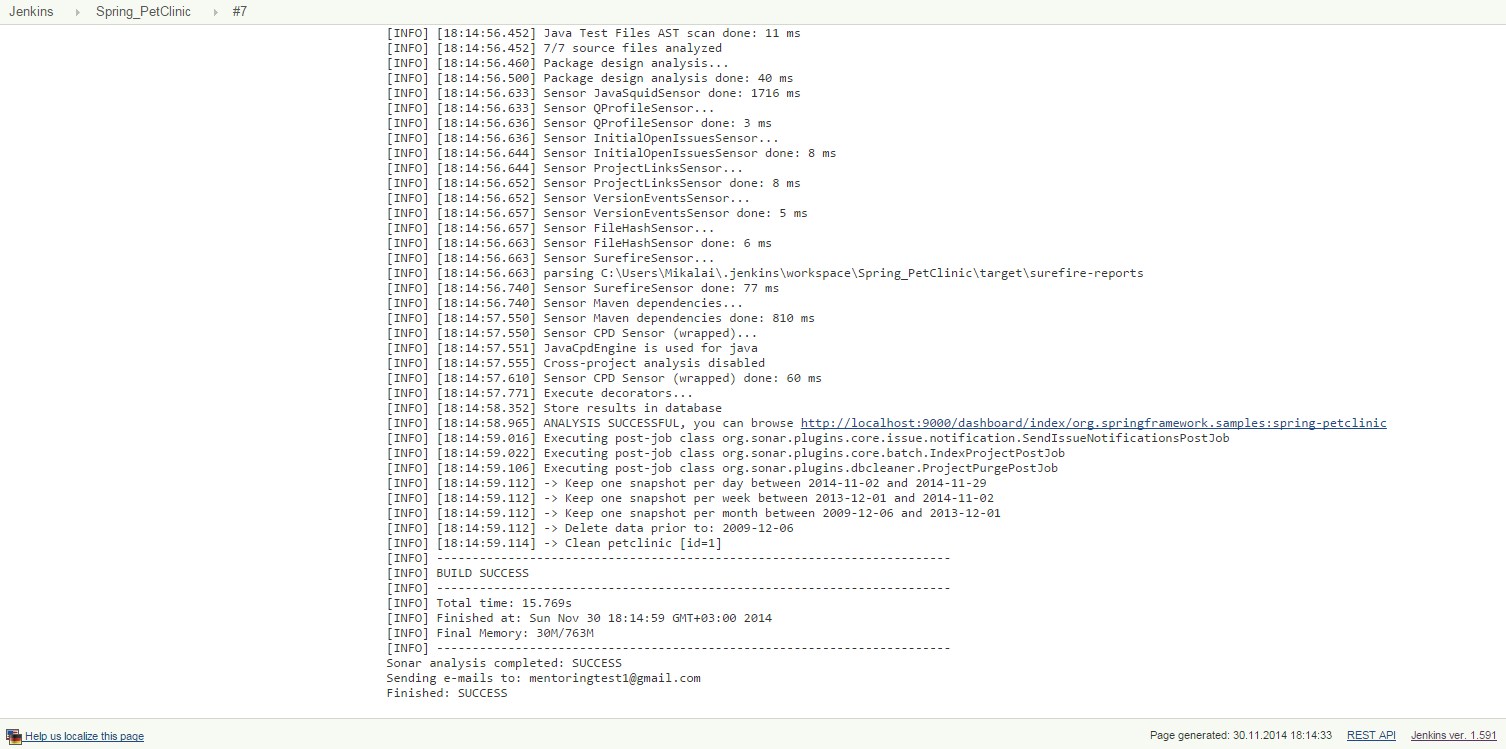 Jenkins Spring_PetClinic #7
[INFO] [18:14:56.452] Java Test Files AST scan done: 11 ms
[INFO] [18:14:56.452] 7/7 source files analyzed
[INFO] [18:14:56.460] Package design analysis...
[INFO] [18:14:56.500] Package design analysis done: 40 ms
[INFO] [18:14:56.633] Sensor JavaSquidSensor done: 1716 ms
[INFO] [18:14:56.633] Sensor QProfileSensor...
[INFO] [18:14:56.636] Sensor QProfileSensor done: 3 ms
[INFO] [18:14:56.636] Sensor InitialOpenIssuesSensor...
[INFO] [18:14:56.644] Sensor InitialOpenIssuesSensor done: 8 ms
[INFO] [18:14:56.644] Sensor ProjectLinksSensor...
[INFO] [18:14:56.652] Sensor ProjectLinksSensor done: 8 ms
[INFO] [18:14:56.652] Sensor VersionEventsSensor...
[INFO] [18:14:56.657] Sensor VersionEventsSensor done: 5 ms
[INFO] [18:14:56.657] Sensor FileHashSensor...
[INFO] [18:14:56.663] Sensor FileHashSensor done: 6 ms
[INFO] [18:14:56.663] Sensor SurefireSensor...
[INFO] [18:14:56.663] parsing C:\Users\Mikalai\.jenkins\workspace\Spring_PetClinic\target\surefire-reports
[INFO] [18:14:56.740] Sensor SurefireSensor done: 77 ms
[INFO] [18:14:56.740] Sensor Maven dependencies...
[INFO] [18:14:57.550] Sensor Maven dependencies done: 810 ms
[INFO] [18:14:57.550] Sensor CPD Sensor (wrapped)...
[INFO] [18:14:57.551] JavaCpdEngine is used for java
[INFO] [18:14:57.555] Cross-project analysis disabled
[INFO] [18:14:57.610] Sensor CPD Sensor (wrapped) done: 60 ms
[INFO] [18:14:57.771] Execute decorators...
[INFO] [18:14:58.352] Store results in database
[INFO] [18:14:58.965] ANALYSIS SUCCESSFUL, you can browse http://localhost:9000/dashboard/index/org.springframework.samples:spring-petclinic
[INFO] [18:14:59.016] Executing post-job class org.sonar.plugins.core.issue.notification.SendIssueNotificationsPostJob
[INFO] [18:14:59.022] Executing post-job class org.sonar.plugins.core.batch.IndexProjectPostJob
[INFO] [18:14:59.106] Executing post-job class org.sonar.plugins.dbcleaner.ProjectPurgePostJob
[INFO] [18:14:59.112] -> Keep one snapshot per day between 2014-11-02 and 2014-11-29
[INFO] [18:14:59.112] -> Keep one snapshot per week between 2013-12-01 and 2014-11-02
[INFO] [18:14:59.112] -> Keep one snapshot per month between 2009-12-06 and 2013-12-01
[INFO] [18:14:59.112] -> Delete data prior to: 2009-12-06
[INFO] [18:14:59.114] -> Clean petclinic [id=1]
[INFO] ------------------------------------------------------------------------
[INFO] BUILD SUCCESS
[INFO] ------------------------------------------------------------------------
[INFO] Total time: 15.769s
[INFO] Finished at: Sun Nov 30 18:14:59 GMT+03:00 2014
[INFO] Final Memory: 30M/763M
[INFO] ------------------------------------------------------------------------
Sonar analysis completed: SUCCESS
Sending e-mails to: mentoringtest1@gmail.com
Finished: SUCCESS
Help us localize this page Page generated: 30.11.2014 18:14:33 REST API Jenkins ver. 1.591